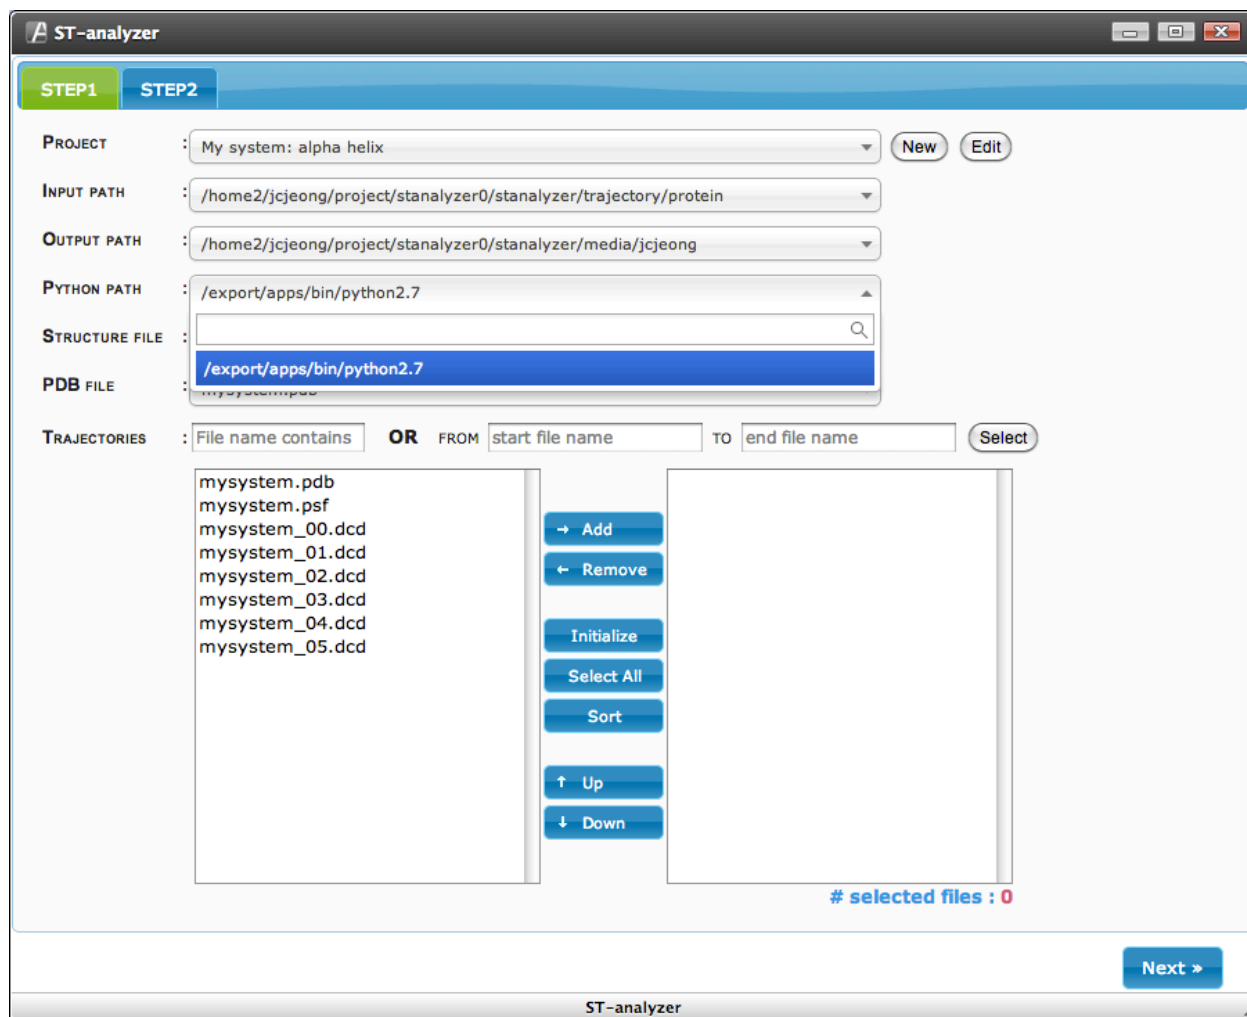 ST-analyzer
STEP1 STEP2
PROJECT : My system: alpha helix New Edit
INPUT PATH : /home2/jcjeong/project/stanalyzer0/stanalyzer/trajectory/protein
OUTPUT PATH : /home2/jcjeong/project/stanalyzer0/stanalyzer/media/jcjeong
PYTHON PATH : /export/apps/bin/python2.7
STRUCTURE FILE :
/export/apps/bin/python2.7
PDB FILE : mysystem.pdb
TRAJECTORIES : File name contains OR FROM start file name TO end file name Select
mysystem.pdb
mysystem.psf
mysystem_00.dcd
mysystem_01.dcd
mysystem_02.dcd
mysystem_03.dcd
mysystem_04.dcd
mysystem_05.dcd
→ Add
← Remove
Initialize
Select All
Sort
↑ Up
↓ Down
# selected files : 0
Next »
ST-analyzer